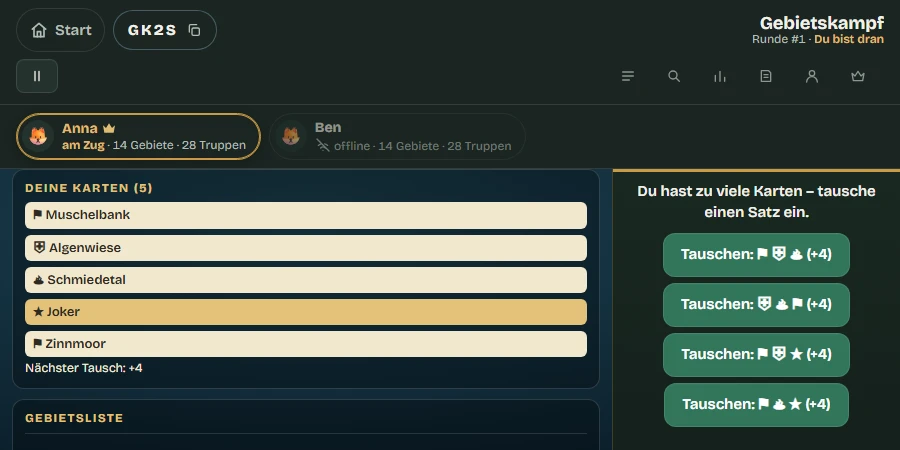 Start
GK2S
Gebietskampf
Runde #1 · Du bist dran
Anna
am Zug · 14 Gebiete · 28 Truppen
Ben
offline · 14 Gebiete · 28 Truppen
DEINE KARTEN (5)
Muschelbank
Algenwiese
Schmiedetal
Joker
Zinnmoor
Nächster Tausch: +4
GEBIETSLISTE
Du hast zu viele Karten – tausche
einen Satz ein.
Tauschen: (+4)
Tauschen: (+4)
Tauschen: (+4)
Tauschen: (+4)